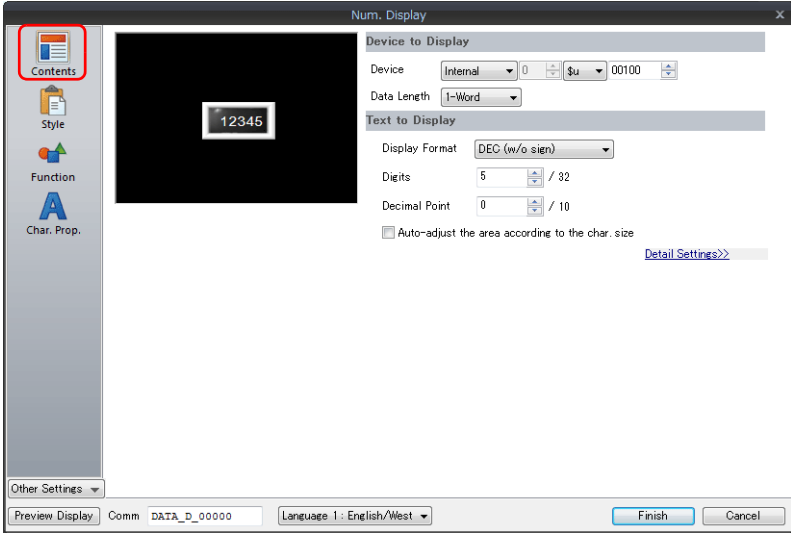 Num. Display x
Contents
Style
Function
Char. Prop.
12345
Device to Display
Device Internal 0 $u 00100
Data Length 1-Word
Text to Display
Display Format DEC (w/o sign)
Digits 5 / 32
Decimal Point 0 / 10
Auto-adjust the area according to the char. size
Detail Settings>>
Other Settings
Preview Display Comm DATA_D_00000 Language 1 : English/West Finish Cancel